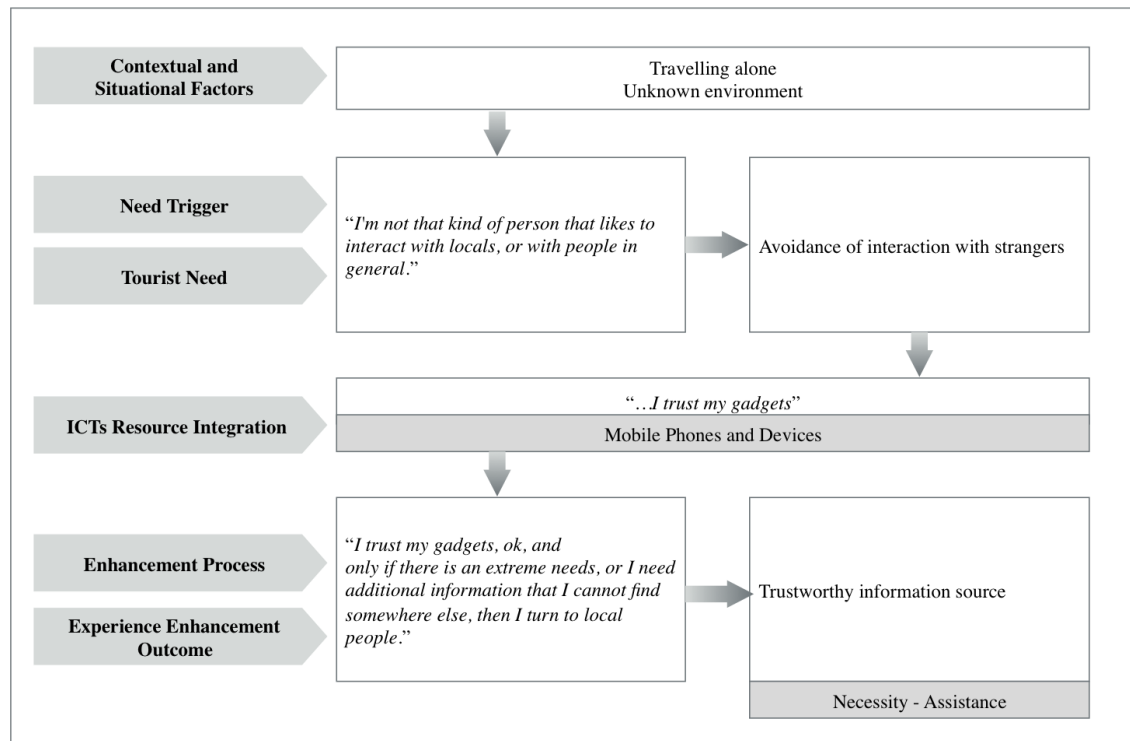 Contextual and
Situational Factors
Travelling alone
Unknown environment
Need Trigger
Tourist Need
“I'm not that kind of person that likes to
interact with locals, or with people in
general.”
Avoidance of interaction with strangers
ICTs Resource Integration
“…I trust my gadgets”
Mobile Phones and Devices
Enhancement Process
Experience Enhancement
Outcome
“I trust my gadgets, ok, and
only if there is an extreme needs, or I need
additional information that I cannot find
somewhere else, then I turn to local
people.”
Trustworthy information source
Necessity - Assistance